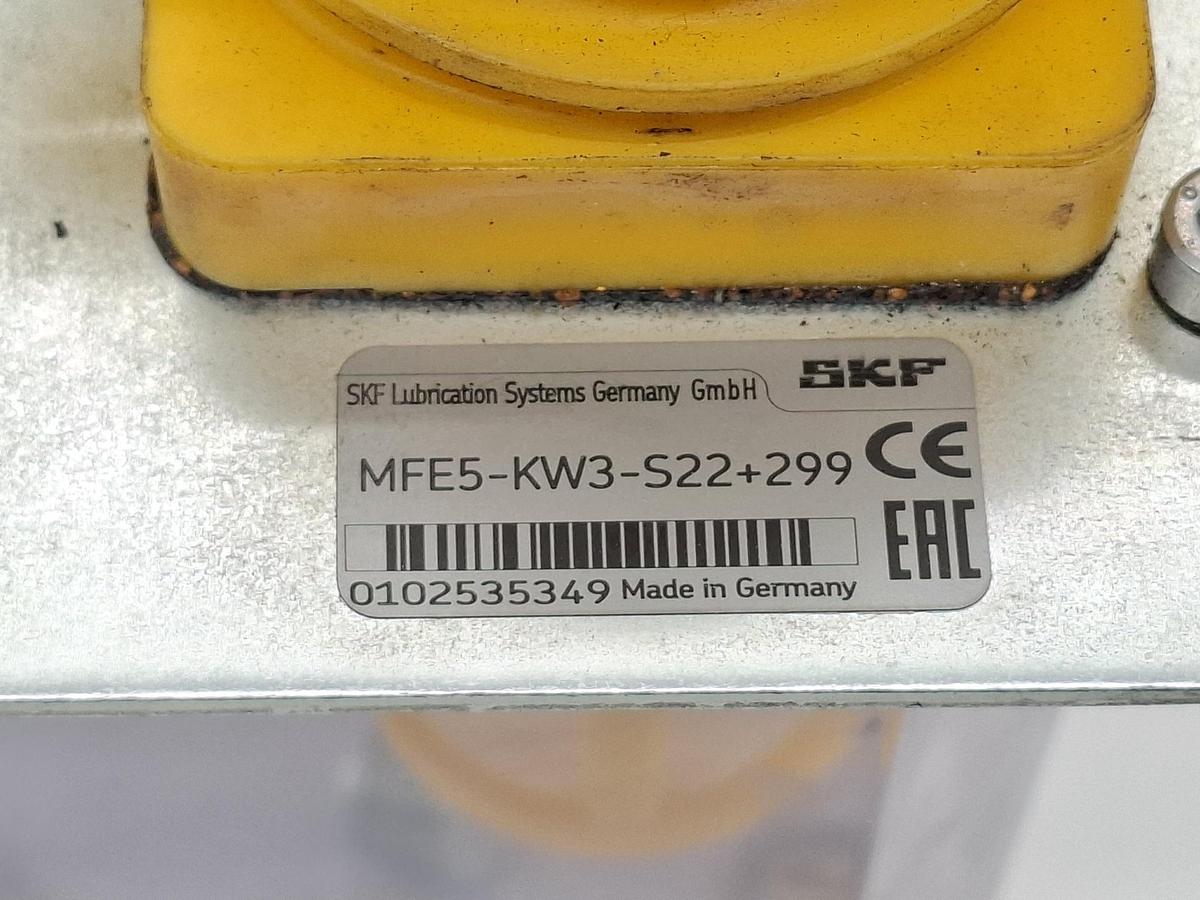 SKF
SKF Lubrication Systems Germany GmbH
MFE5-KW3-S22+299
CE
EAC
0102535349 Made in Germany